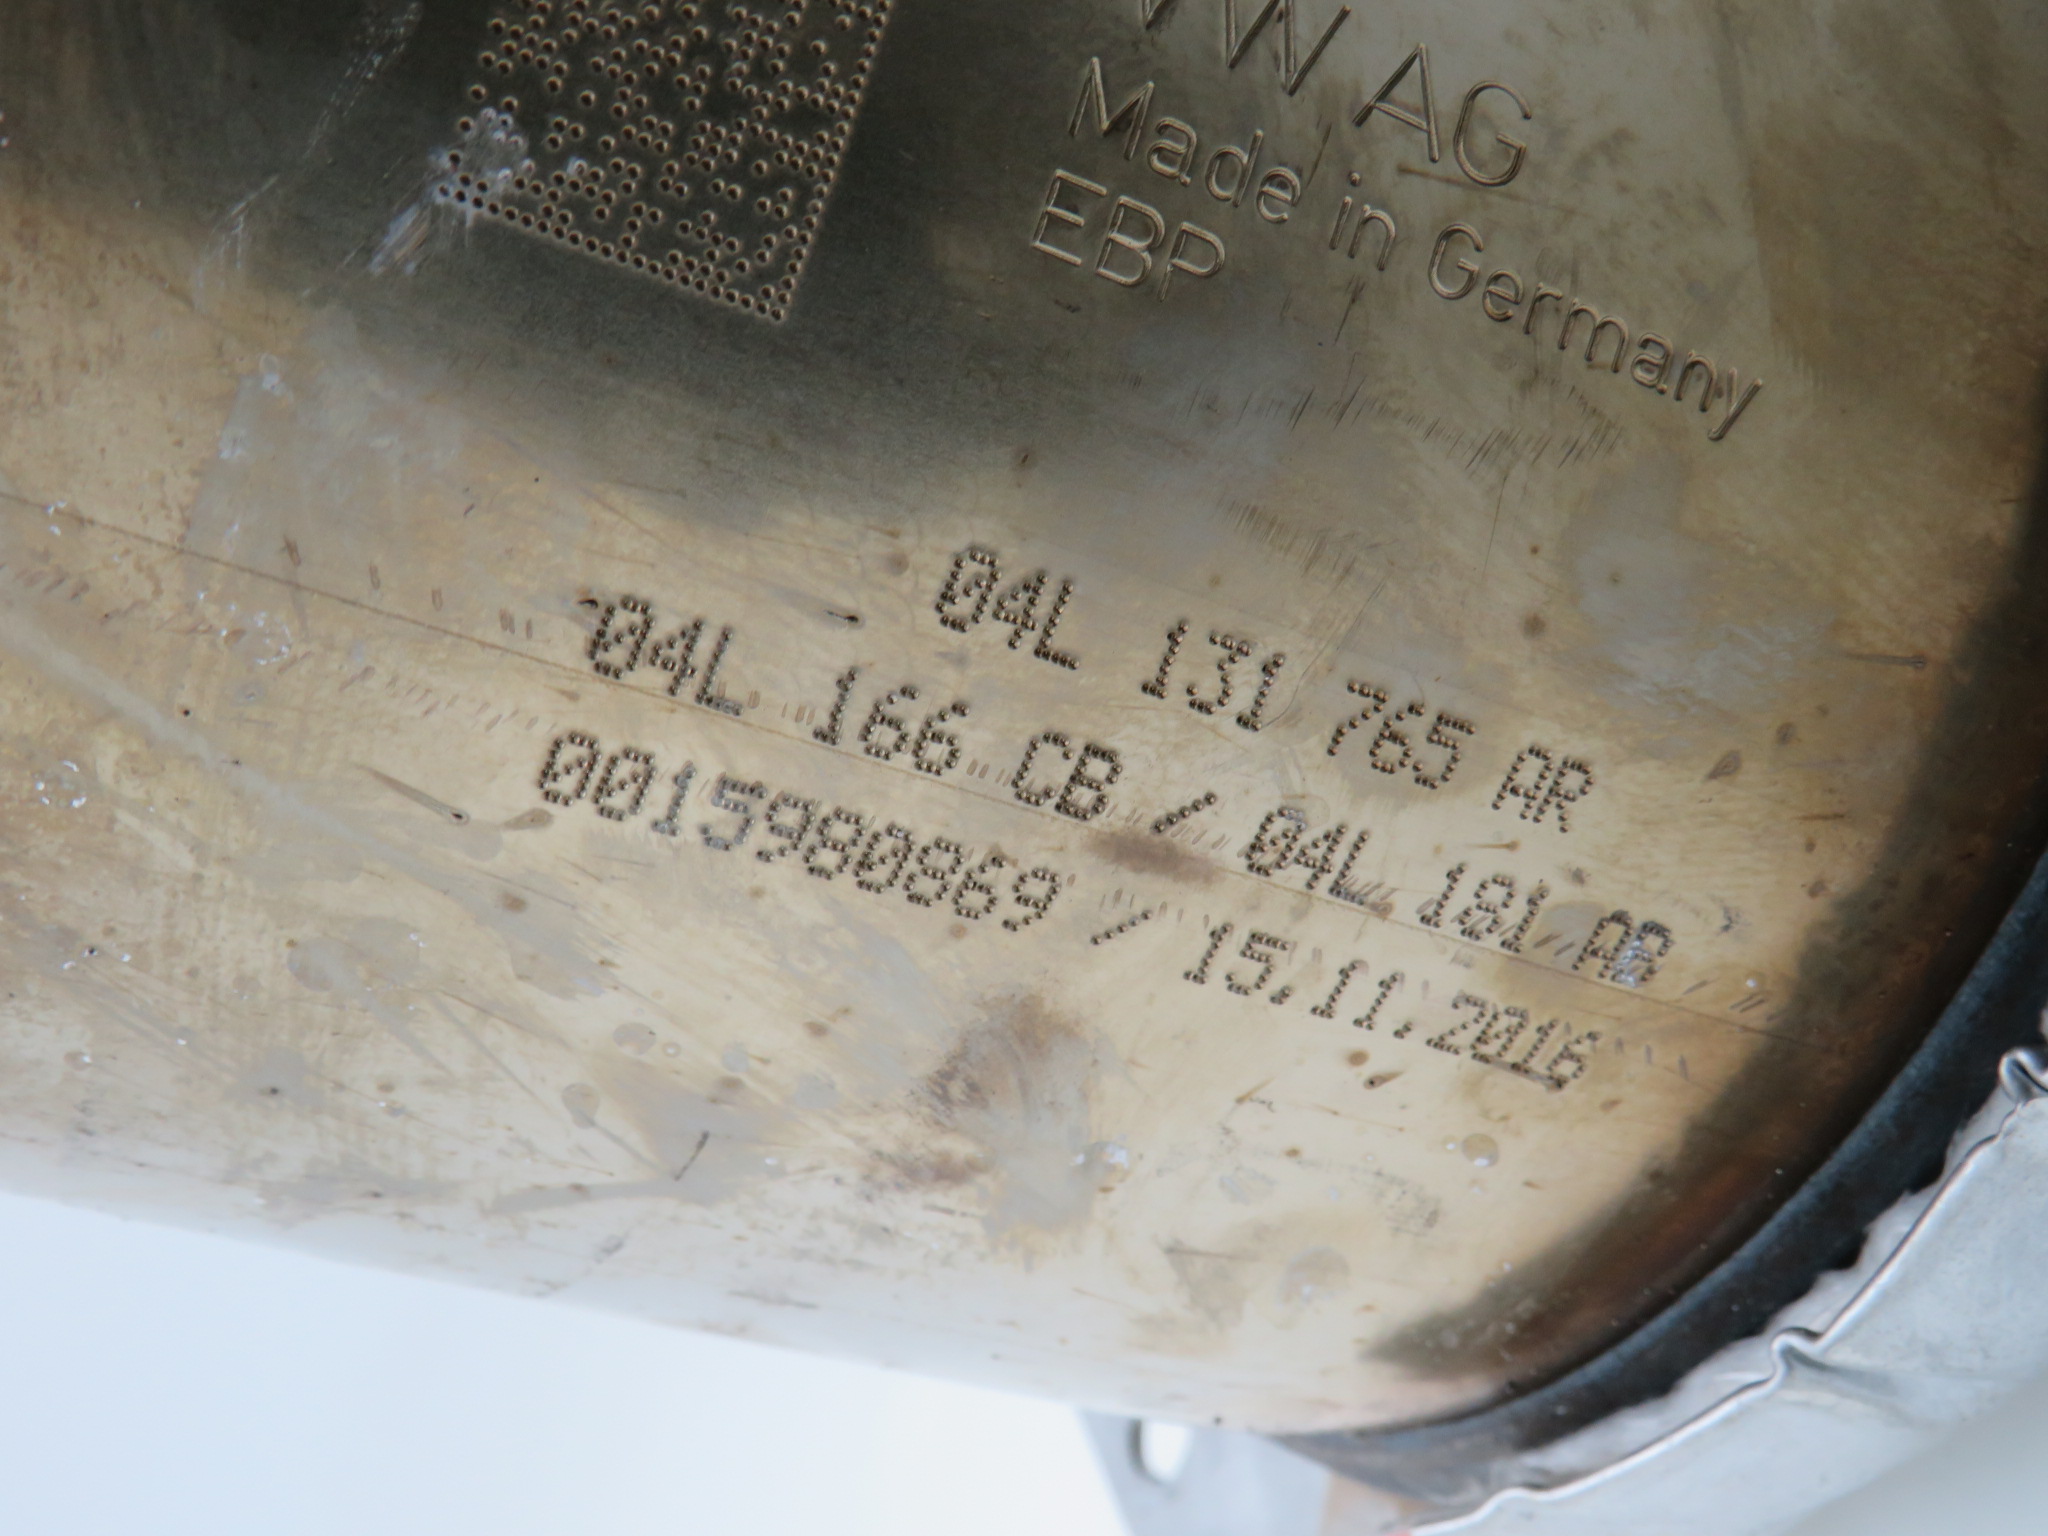 VW AG
Made in Germany
EBP
04L 131 765 AR
04L 166 CB / 04L 181 AB
0015980869 / 15.11.2016